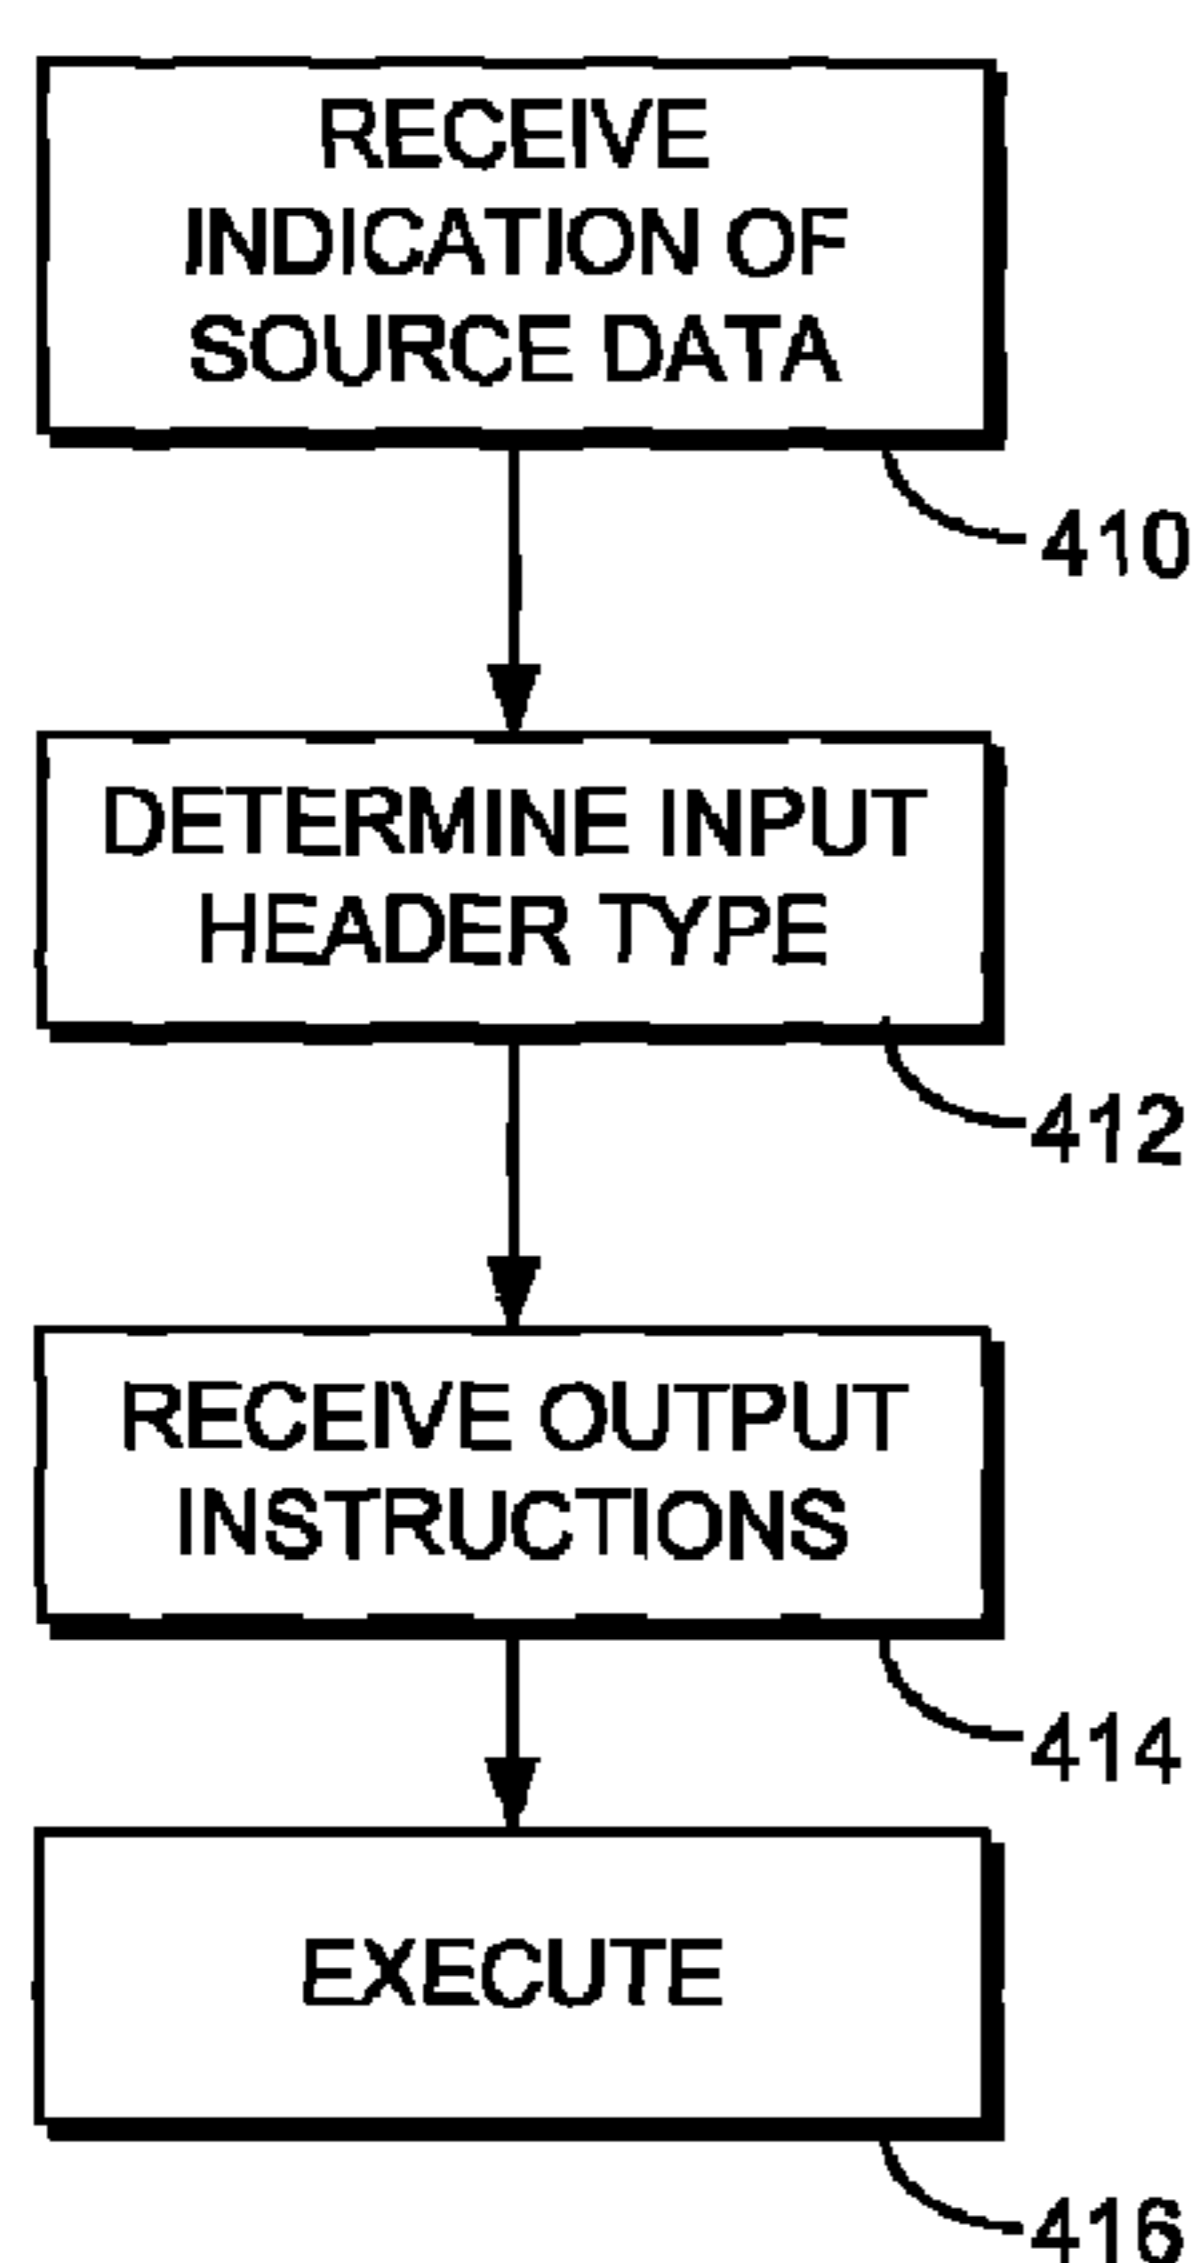 RECEIVE
INDICATION OF
SOURCE DATA
410
DETERMINE INPUT
HEADER TYPE
412
RECEIVE OUTPUT
INSTRUCTIONS
414
EXECUTE
416